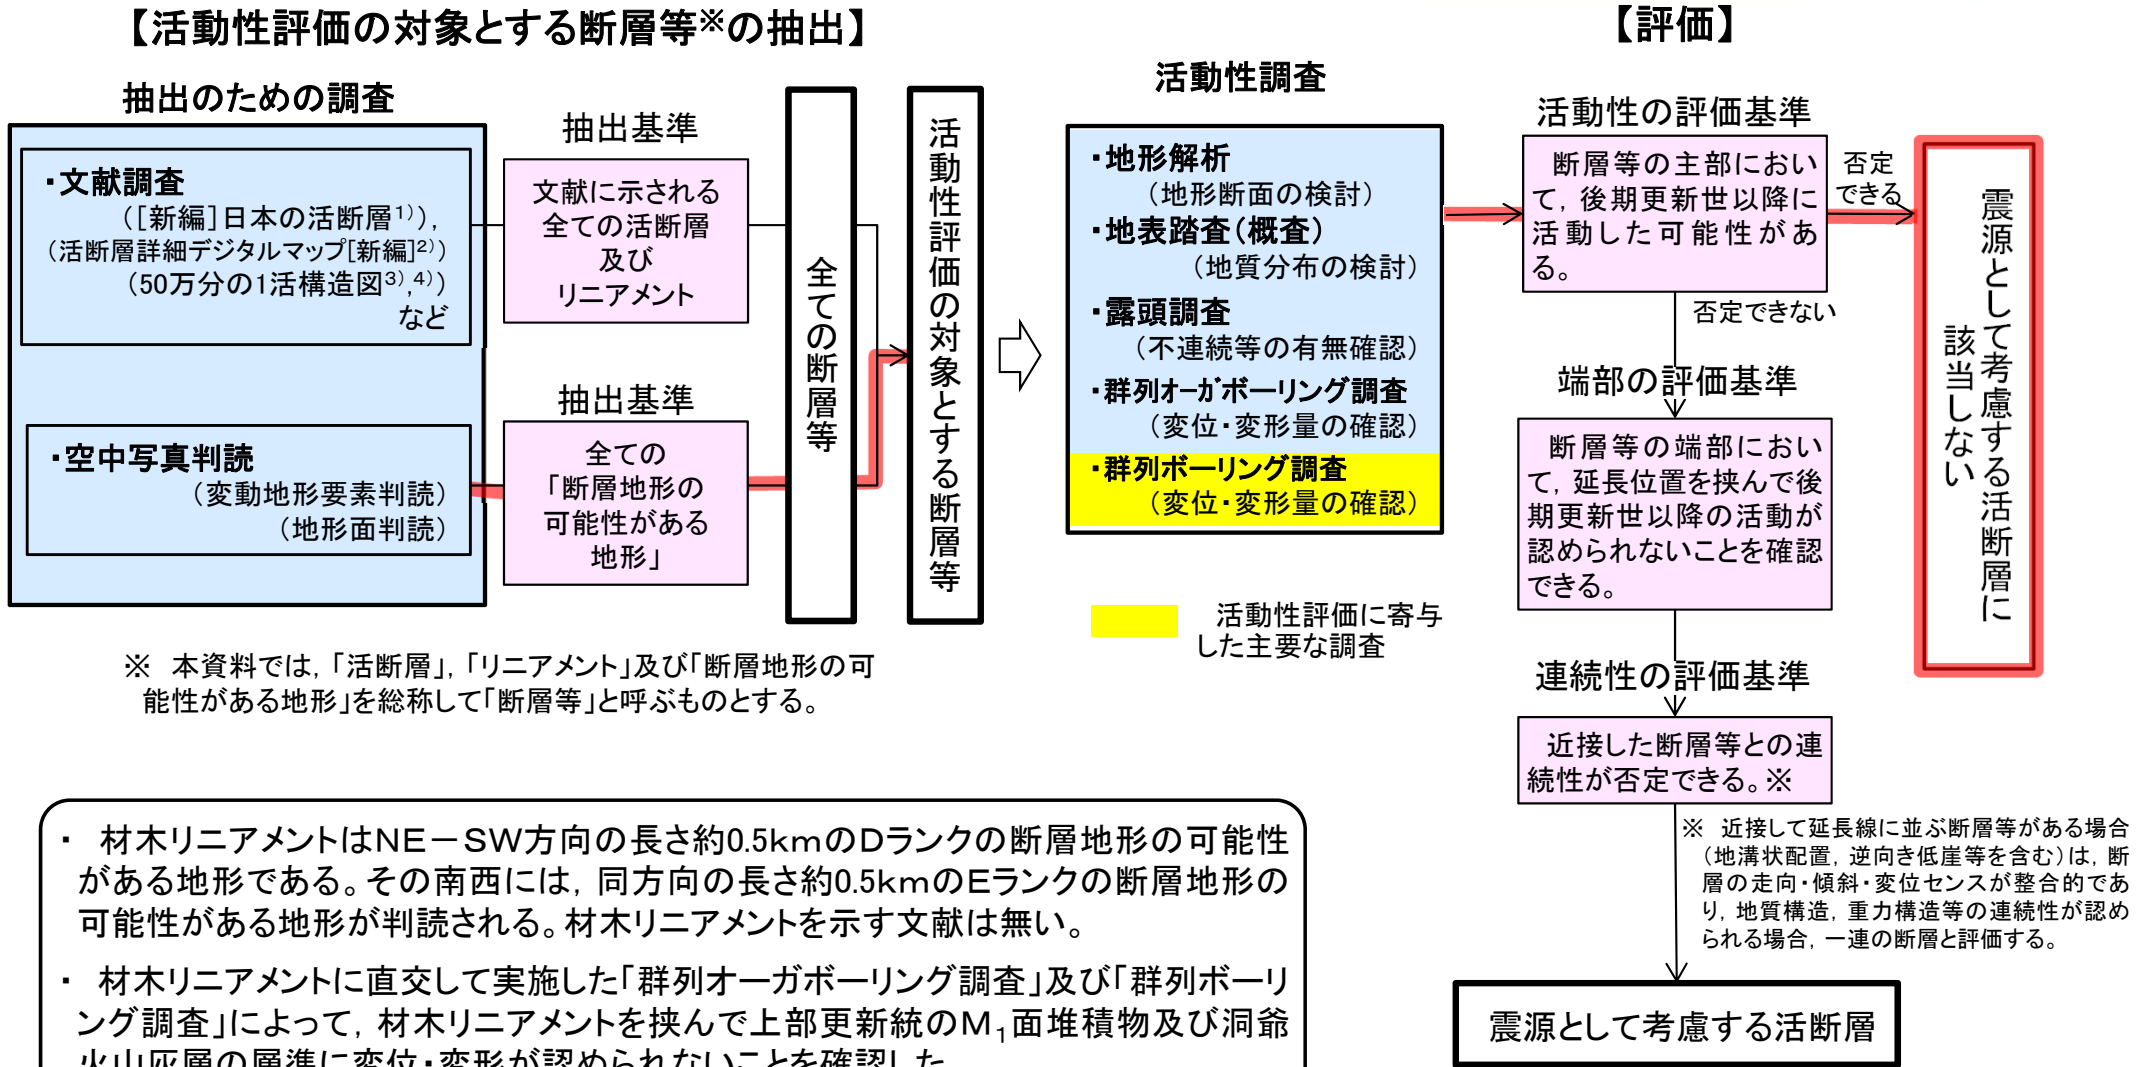 【活動性評価の対象とする断層等※の抽出】
抽出のための調査
・文献調査
（[新編]日本の活断層1)），
（活断層詳細デジタルマップ[新編]2)）
（50万分の1活構造図3),4)）
など
・空中写真判読
（変動地形要素判読）
（地形面判読）
抽出基準
文献に示される
全ての活断層
及び
リニアメント
抽出基準
全ての
「断層地形の
可能性がある
地形」
全ての断層等
活動性評価の対象とする断層等
※　本資料では，「活断層」，「リニアメント」及び「断層地形の可
能性がある地形」を総称して「断層等」と呼ぶものとする。
活動性調査
・地形解析
（地形断面の検討）
・地表踏査（概査）
（地質分布の検討）
・露頭調査
（不連続等の有無確認）
・群列ｵｰｶﾞボーリング調査
（変位・変形量の確認）
・群列ボーリング調査
（変位・変形量の確認）
活動性評価に寄与
した主要な調査
【評価】
活動性の評価基準
断層等の主部におい
て，後期更新世以降に
活動した可能性があ
る。
否定
できる
否定できない
震源として考慮する活断層に
該当しない
端部の評価基準
断層等の端部におい
て，延長位置を挟んで後
期更新世以降の活動が
認められないことを確認
できる。
連続性の評価基準
近接した断層等との連
続性が否定できる。※
※　近接して延長線に並ぶ断層等がある場合
（地溝状配置，逆向き低崖等を含む）は，断
層の走向・傾斜・変位センスが整合的であ
り，地質構造，重力構造等の連続性が認め
られる場合，一連の断層と評価する。
震源として考慮する活断層
・　材木リニアメントはＮＥ－ＳＷ方向の長さ約0.5ｋｍのＤランクの断層地形の可能性
がある地形である。その南西には，同方向の長さ約0.5ｋｍのＥランクの断層地形の
可能性がある地形が判読される。材木リニアメントを示す文献は無い。
・　材木リニアメントに直交して実施した「群列オーガボーリング調査」及び「群列ボーリ
ング調査」によって，材木リニアメントを挟んで上部更新統のＭ1面堆積物及び洞爺
火山灰層の層準に変位・変形が認められないことを確認した